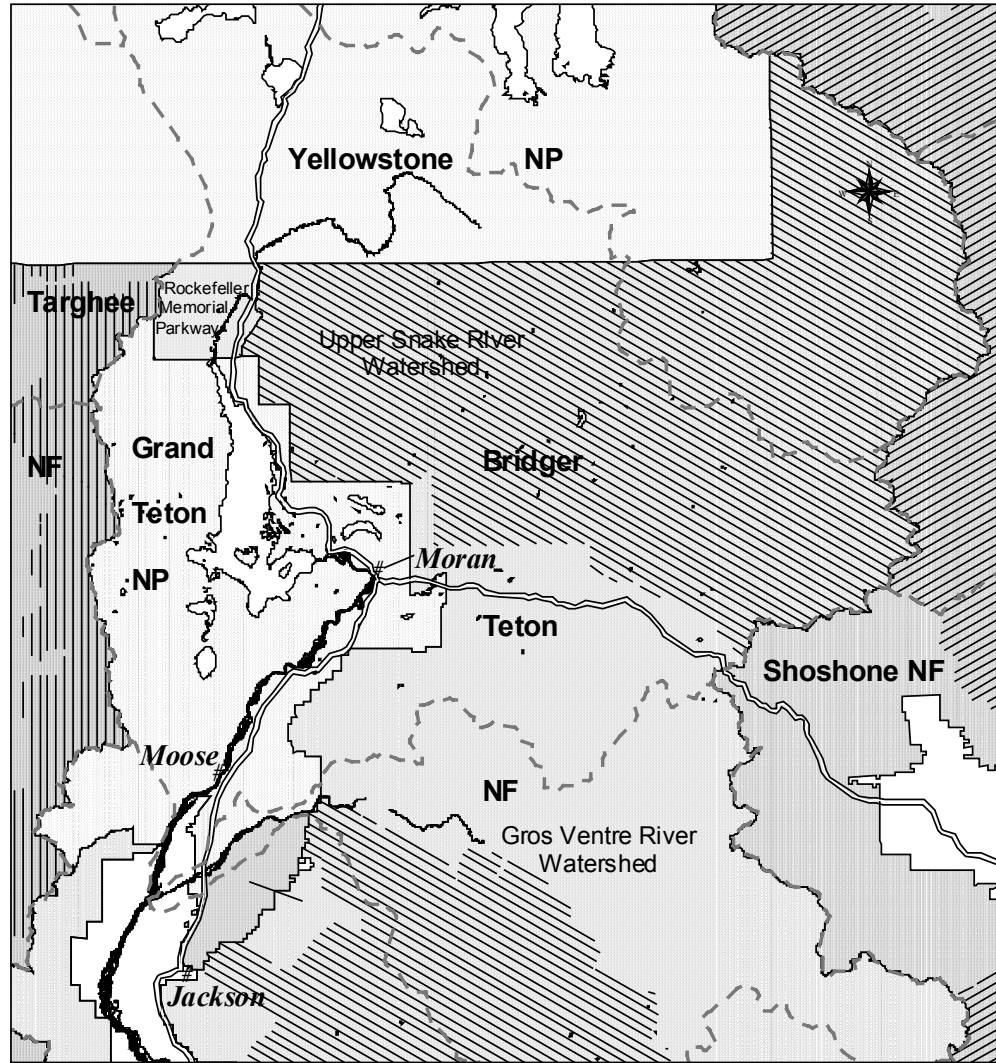 Yellowstone NP
Targhee
Rockefeller
Memorial
Parkway
Upper Snake River
Watershed
Grand
NF
Bridger
Teton
Moran
NP
Teton
Shoshone NF
Moose
NF
Gros Ventre River
Watershed
Jackson